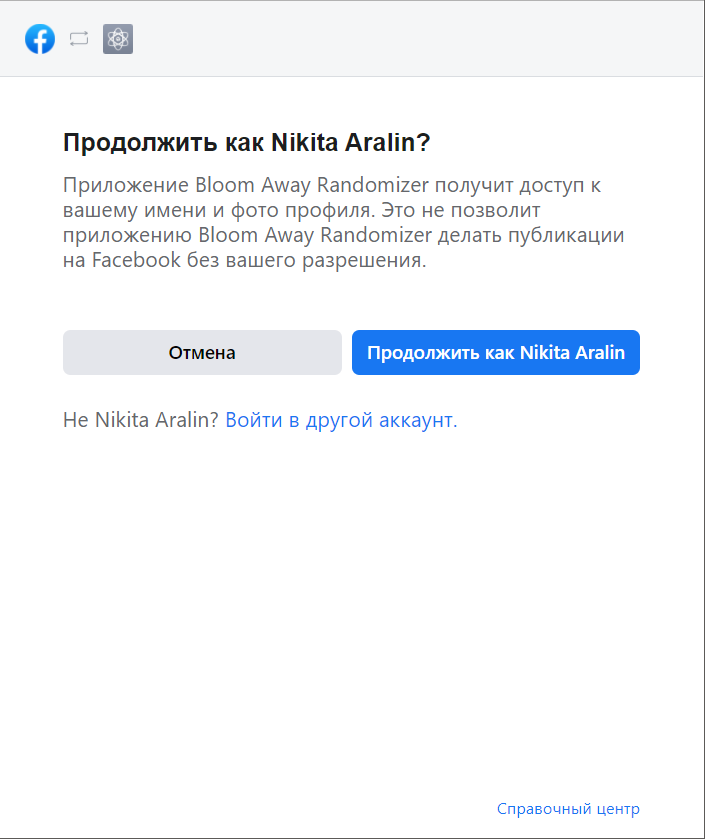 Продолжить как Nikita Aralin?
Приложение Bloom Away Randomizer получит доступ к
вашему имени и фото профиля. Это не позволит
приложению Bloom Away Randomizer делать публикации
на Facebook без вашего разрешения.
Отмена
Продолжить как Nikita Aralin
Не Nikita Aralin? Войти в другой аккаунт.
Справочный центр